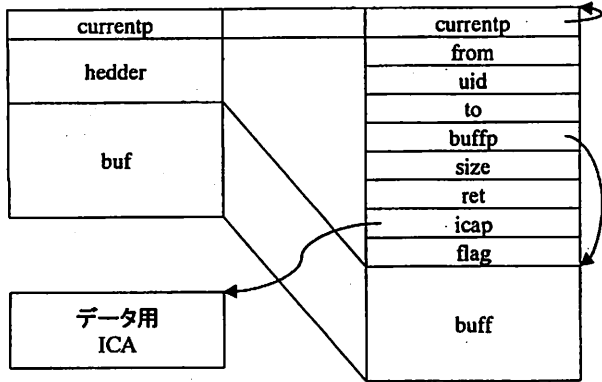 currentp
hedder
buf
データ用
ICA
currentp
from
uid
to
buffp
size
ret
icap
flag
buff